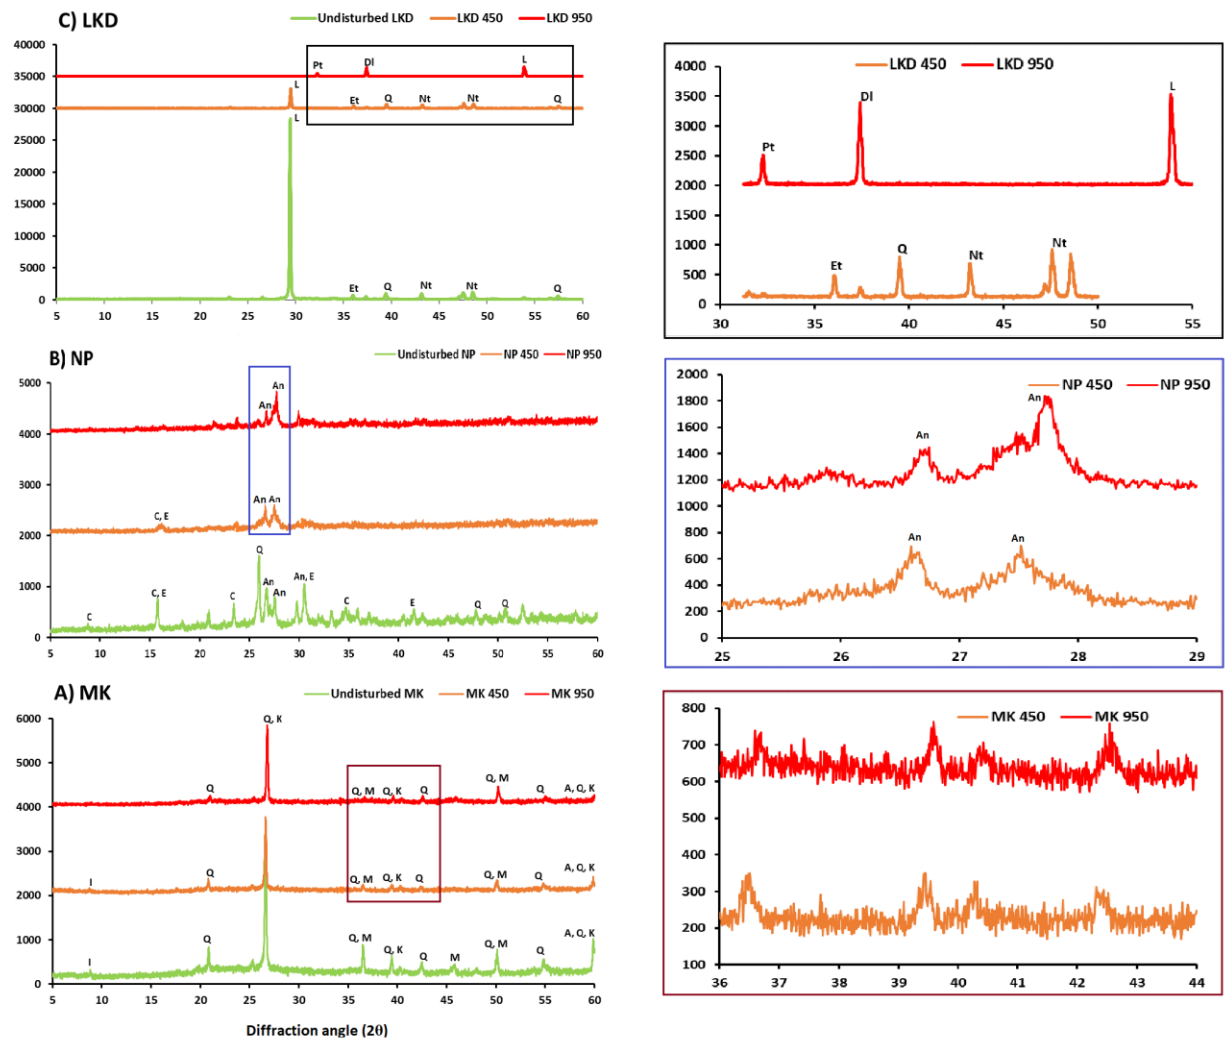 C) LKD
Undisturbed LKD LKD 450 LKD 950
40000
35000
30000
25000
20000
15000
10000
5000
0
Pt Dl L
L
Et Q Nt Nt Q
L
Et Q Nt Nt Q
5 10 15 20 25 30 35 40 45 50 55 60
LKD 450 LKD 950
4000
3500
3000
2500
2000
1500
1000
500
0
Pt Dl L
Et Q Nt Nt
30 35 40 45 50 55
B) NP
Undisturbed NP NP 450 NP 950
5000
4000
3000
2000
1000
0
An An
C, E An An
C C, E C Q An An An, E C E Q Q
5 10 15 20 25 30 35 40 45 50 55 60
NP 450 NP 950
2000
1800
1600
1400
1200
1000
800
600
400
200
0
An An
An An
25 26 27 28 29
A) MK
Undisturbed MK MK 450 MK 950
6000
5000
4000
3000
2000
1000
0
Q Q, K Q, M Q, K Q Q, M Q A, Q, K
I Q Q, M Q, K Q Q, M Q A, Q, K
I Q Q, M Q, K Q M Q, M Q A, Q, K
5 10 15 20 25 30 35 40 45 50 55 60
MK 450 MK 950
800
700
600
500
400
300
200
100
36 37 38 39 40 41 42 43 44
Diffraction angle (2θ)